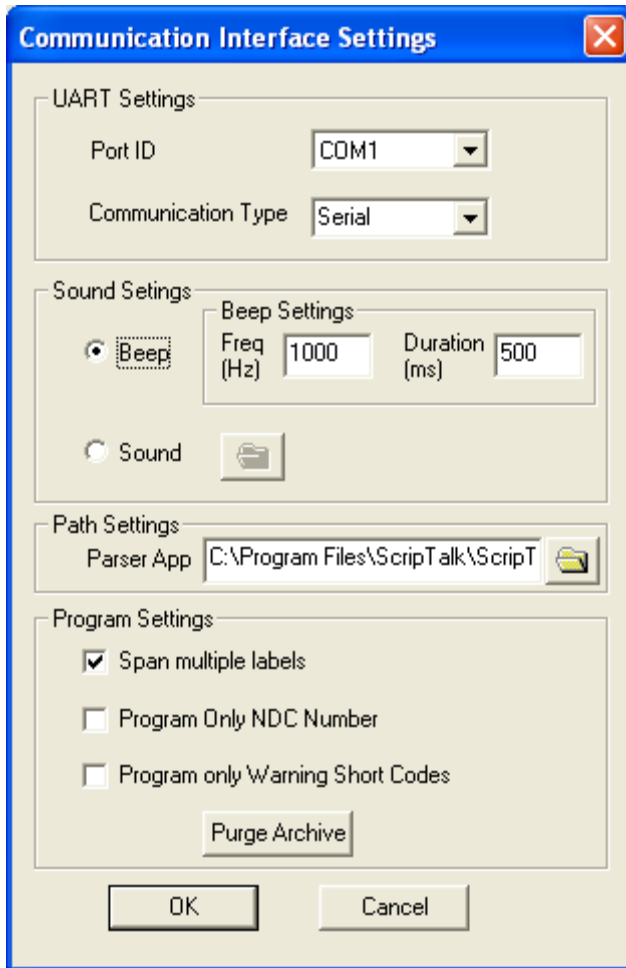 Communication Interface Settings
UART Settings
Port ID COM1
Communication Type Serial
Sound Setings
Beep Settings
Beep Freq (Hz) 1000 Duration (ms) 500
Sound
Path Settings
Parser App C:\Program Files\ScripTalk\ScripT
Program Settings
Span multiple labels
Program Only NDC Number
Program only Warning Short Codes
Purge Archive
OK Cancel